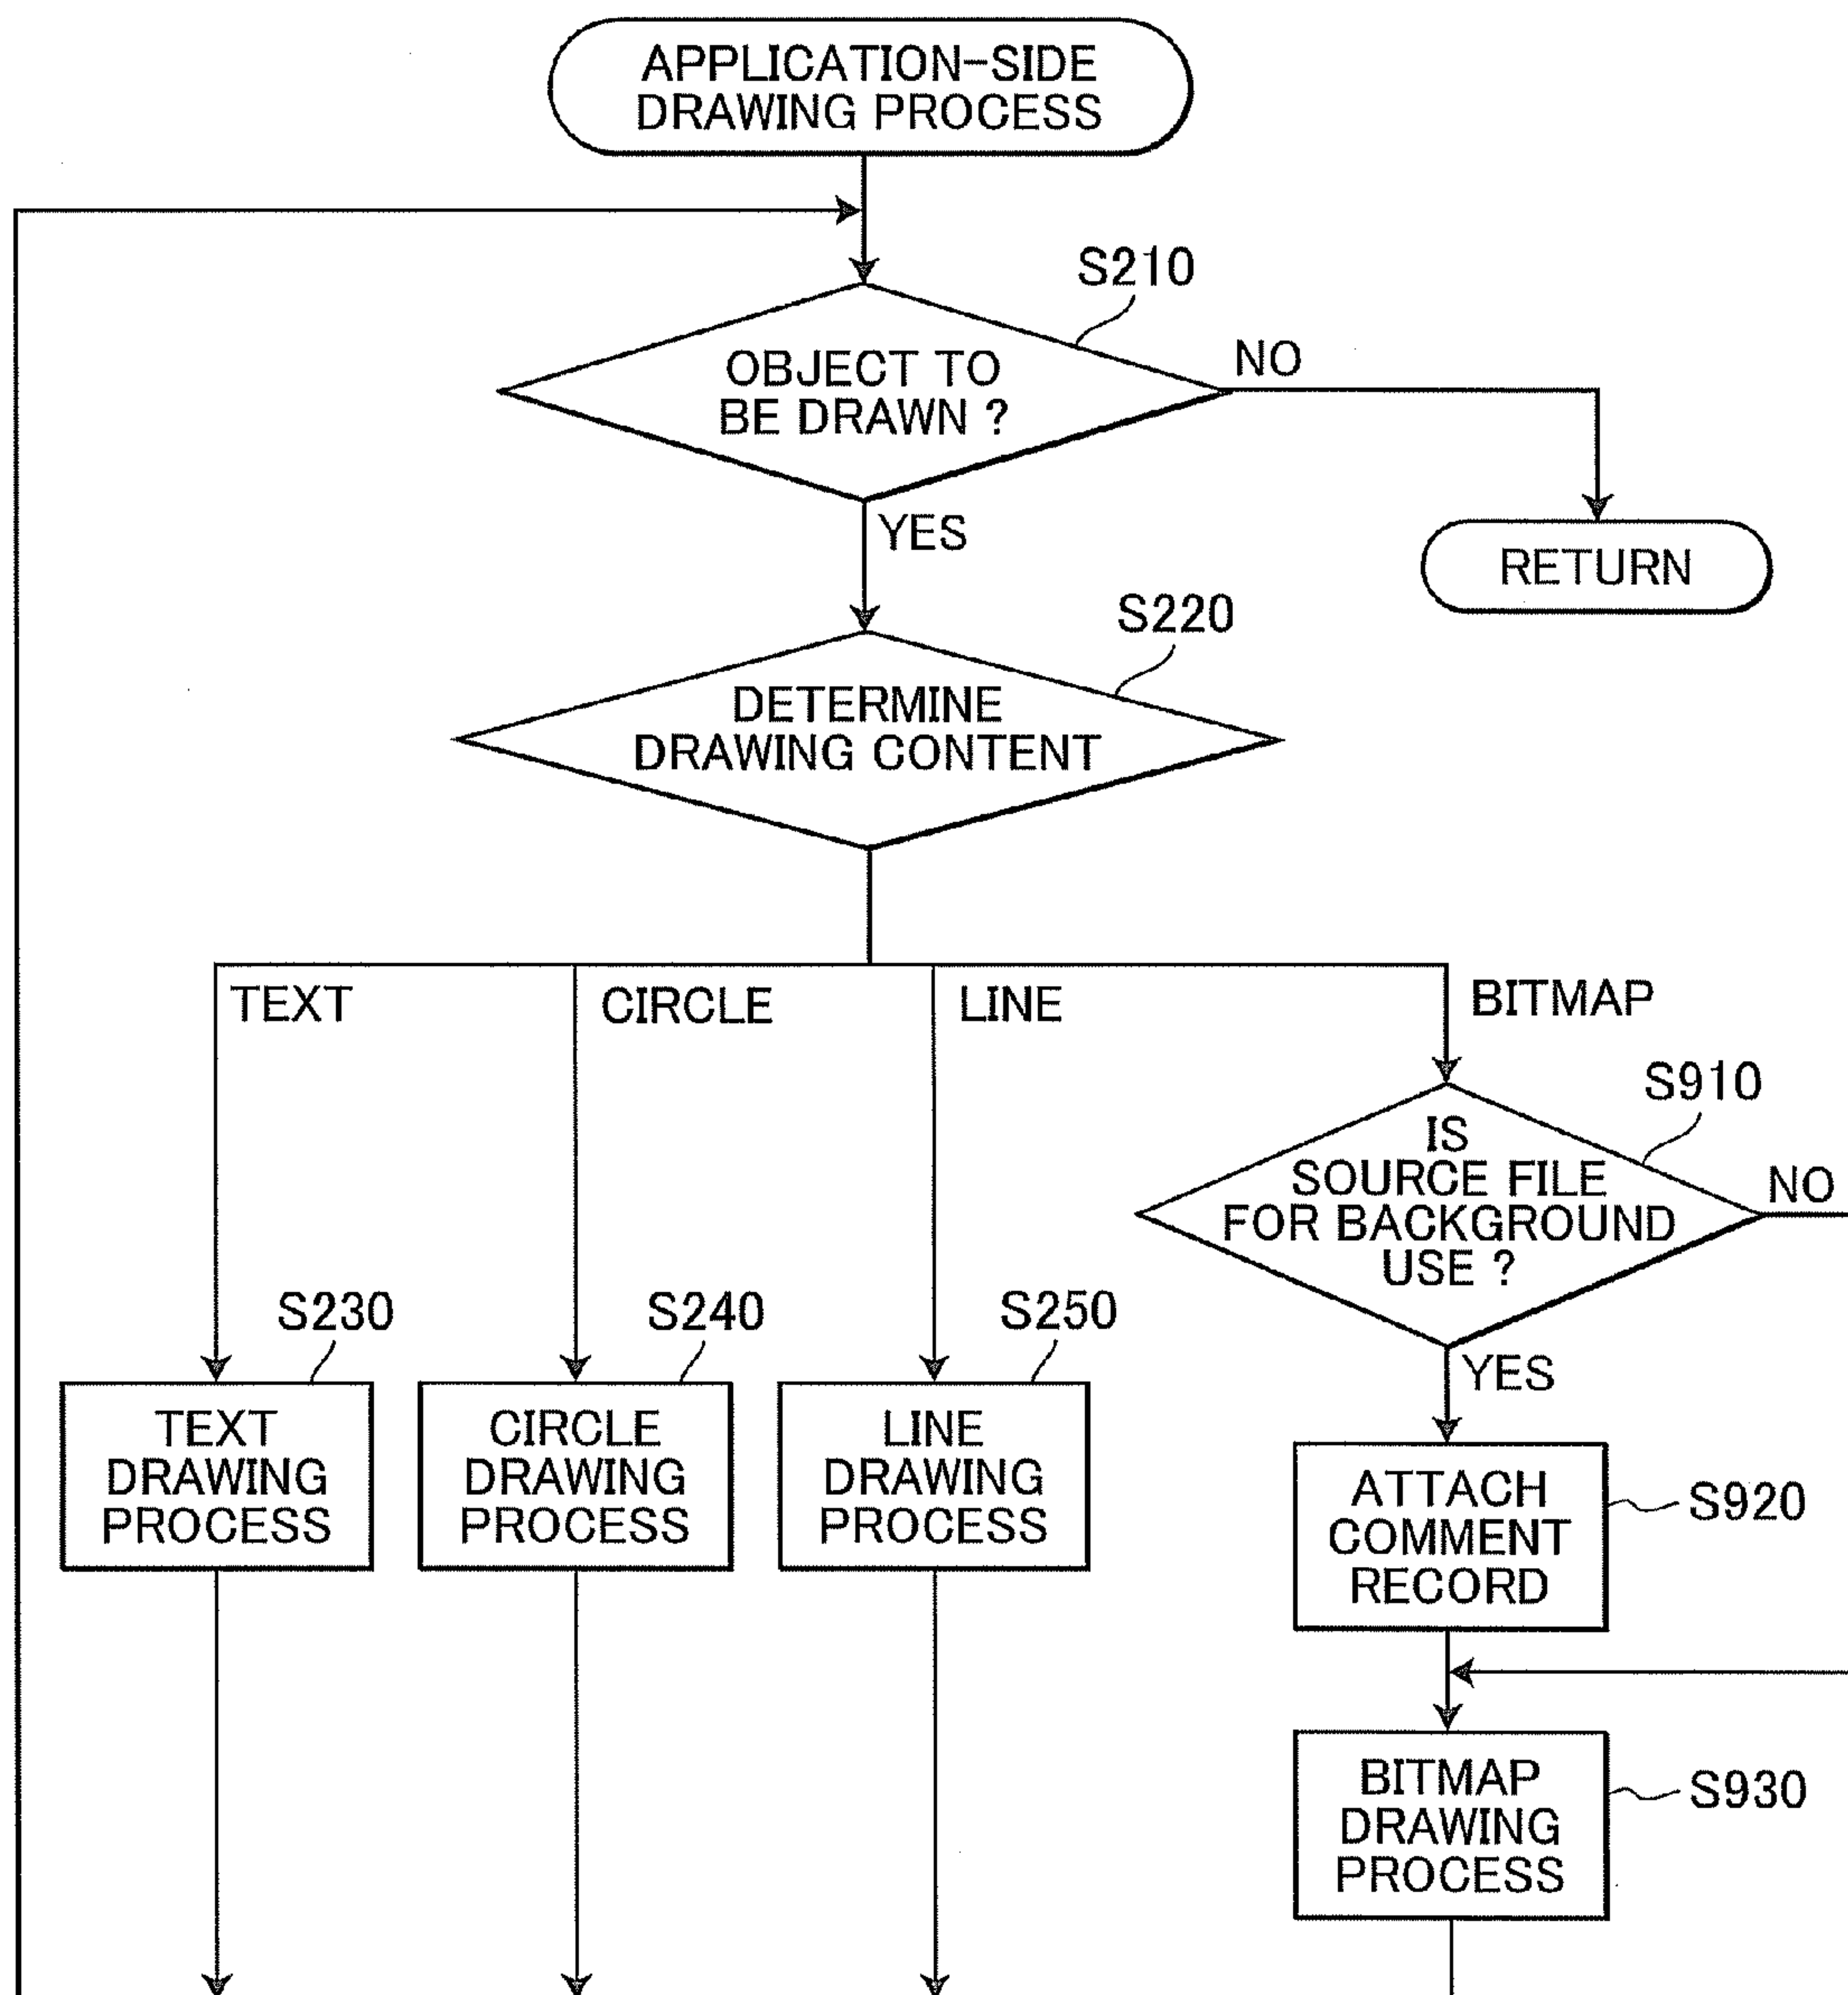 APPLICATION-SIDE
DRAWING PROCESS
S210
OBJECT TO
BE DRAWN ?
NO
YES
RETURN
S220
DETERMINE
DRAWING CONTENT
TEXT
CIRCLE
LINE
BITMAP
S910
IS
SOURCE FILE
FOR BACKGROUND
USE ?
NO
YES
S230
TEXT
DRAWING
PROCESS
S240
CIRCLE
DRAWING
PROCESS
S250
LINE
DRAWING
PROCESS
ATTACH
COMMENT
RECORD
S920
BITMAP
DRAWING
PROCESS
S930